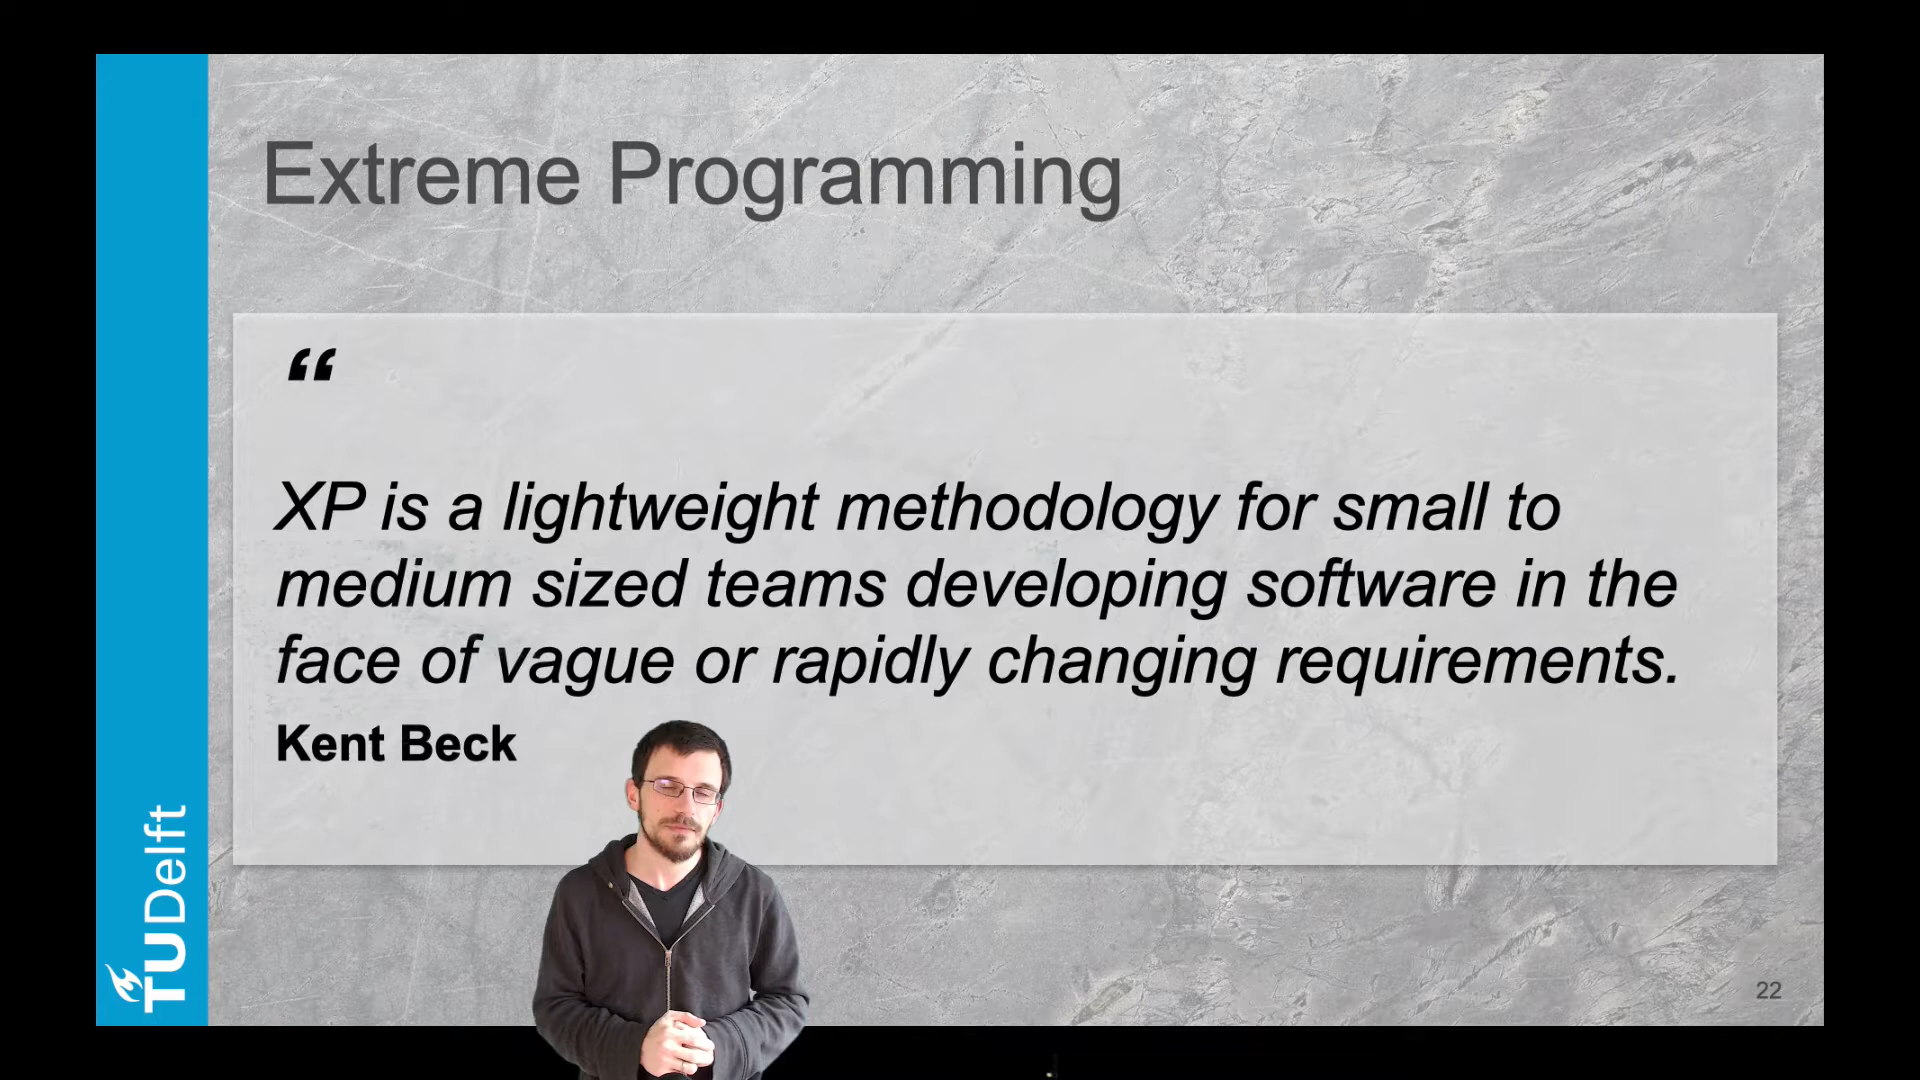 Extreme Programming
“
XP is a lightweight methodology for small to
medium sized teams developing software in the
face of vague or rapidly changing requirements.
Kent Beck
TUDelft
22